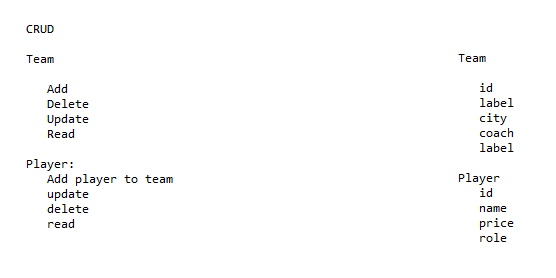 CRUD
Team
Add
Delete
Update
Read
Player:
Add player to team
update
delete
read
Team
id
label
city
coach
label
Player
id
name
price
role